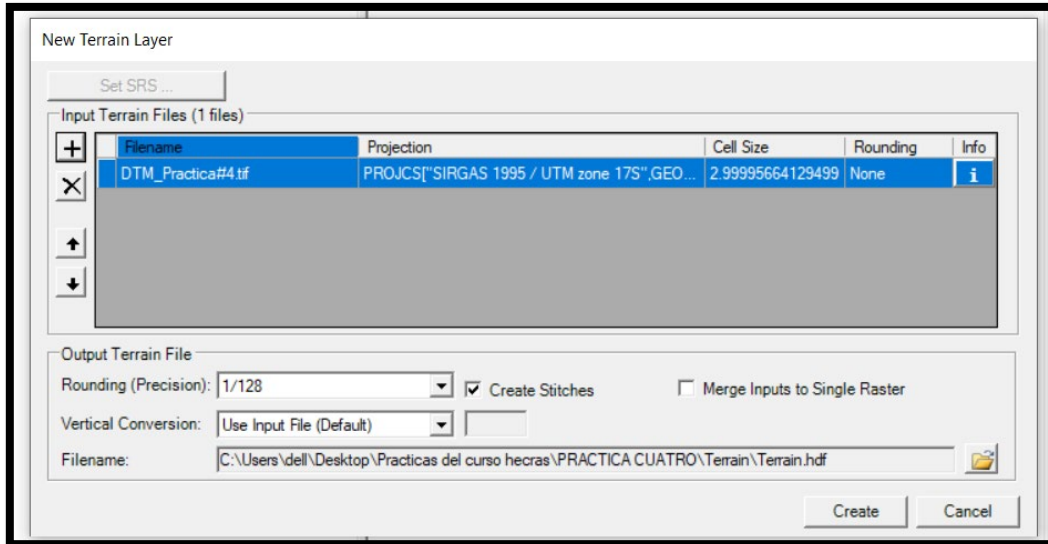 New Terrain Layer
Set SRS ...
Input Terrain Files (1 files)
Filename Projection Cell Size Rounding Info
DTM_Practica#4.tif PROJCS["SIRGAS 1995 / UTM zone 17S",GEO... 2.99995664129499 None i
Output Terrain File
Rounding (Precision): 1/128 Create Stitches Merge Inputs to Single Raster
Vertical Conversion: Use Input File (Default)
Filename: C:\Users\dell\Desktop\Practicas del curso hecras\PRACTICA CUATRO\Terrain\Terrain.hdf
Create Cancel